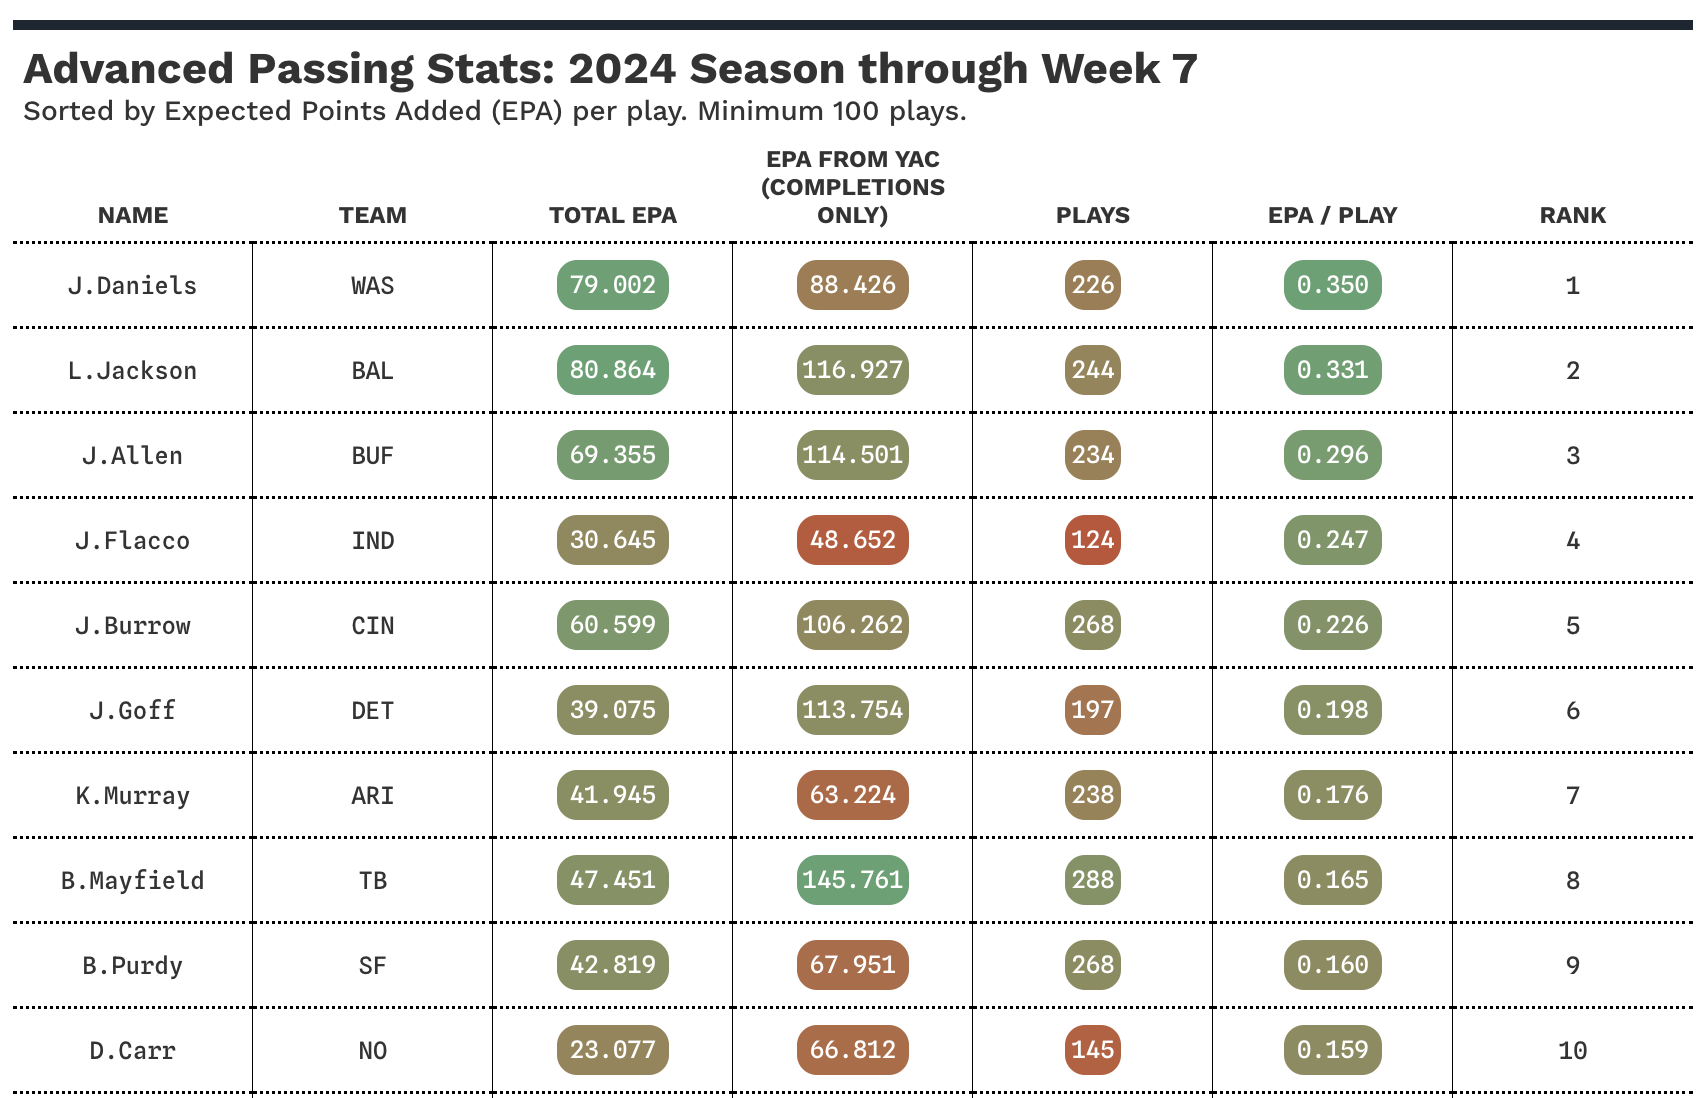 Advanced Passing Stats: 2024 Season through Week 7
Sorted by Expected Points Added (EPA) per play. Minimum 100 plays.
NAME TEAM TOTAL EPA EPA FROM YAC (COMPLETIONS ONLY) PLAYS EPA / PLAY RANK
J.Daniels WAS 79.002 88.426 226 0.350 1
L.Jackson BAL 80.864 116.927 244 0.331 2
J.Allen BUF 69.355 114.501 234 0.296 3
J.Flacco IND 30.645 48.652 124 0.247 4
J.Burrow CIN 60.599 106.262 268 0.226 5
J.Goff DET 39.075 113.754 197 0.198 6
K.Murray ARI 41.945 63.224 238 0.176 7
B.Mayfield TB 47.451 145.761 288 0.165 8
B.Purdy SF 42.819 67.951 268 0.160 9
D.Carr NO 23.077 66.812 145 0.159 10